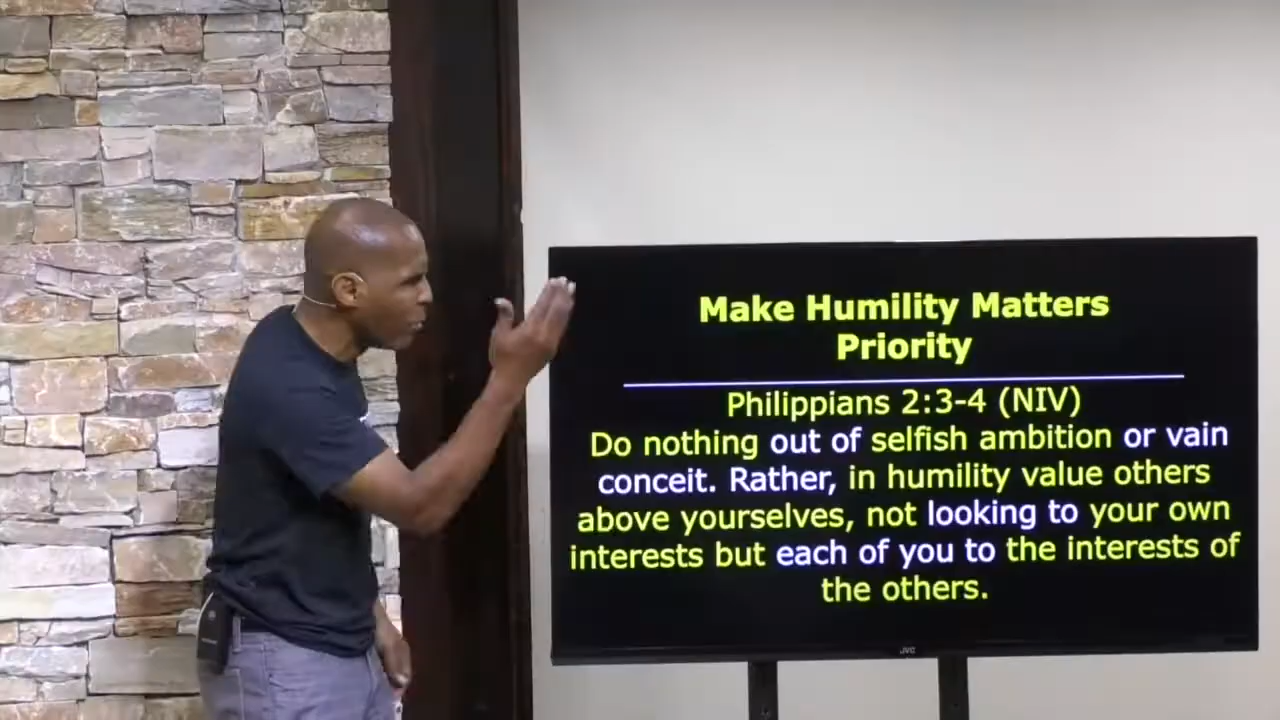 Make Humility Matters
Priority
Philippians 2:3-4 (NIV)
Do nothing out of selfish ambition or vain
conceit. Rather, in humility value others
above yourselves, not looking to your own
interests but each of you to the interests of
the others.
JVC